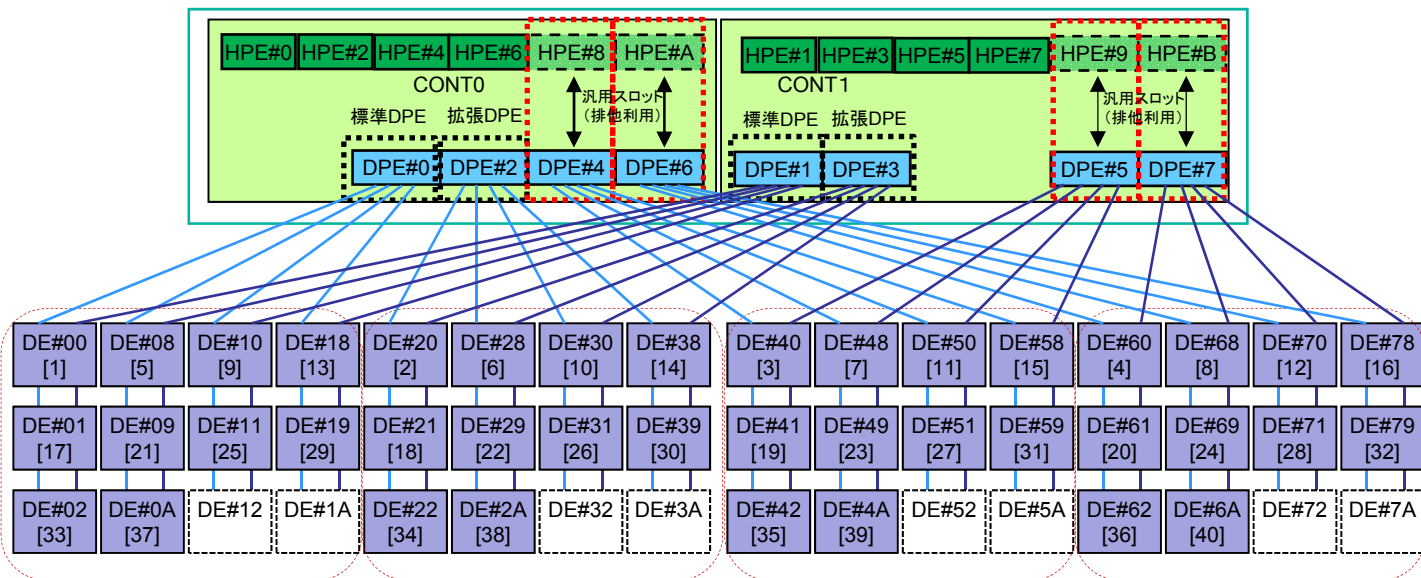 HPE#0 HPE#2 HPE#4 HPE#6 HPE#8 HPE#A
HPE#1 HPE#3 HPE#5 HPE#7 HPE#9 HPE#B
CONT0
CONT1
汎用スロット
(排他利用)
汎用スロット
(排他利用)
標準DPE 拡張DPE
標準DPE 拡張DPE
DPE#0 DPE#2 DPE#4 DPE#6
DPE#1 DPE#3 DPE#5 DPE#7
DE#00 DE#08 DE#10 DE#18 DE#20 DE#28 DE#30 DE#38 DE#40 DE#48 DE#50 DE#58 DE#60 DE#68 DE#70 DE#78
[1] [5] [9] [13] [2] [6] [10] [14] [3] [7] [11] [15] [4] [8] [12] [16]
DE#01 DE#09 DE#11 DE#19 DE#21 DE#29 DE#31 DE#39 DE#41 DE#49 DE#51 DE#59 DE#61 DE#69 DE#71 DE#79
[17] [21] [25] [29] [18] [22] [26] [30] [19] [23] [27] [31] [20] [24] [28] [32]
DE#02 DE#0A DE#12 DE#1A DE#22 DE#2A DE#32 DE#3A DE#42 DE#4A DE#52 DE#5A DE#62 DE#6A DE#72 DE#7A
[33] [37] [34] [38] [35] [39] [36] [40]